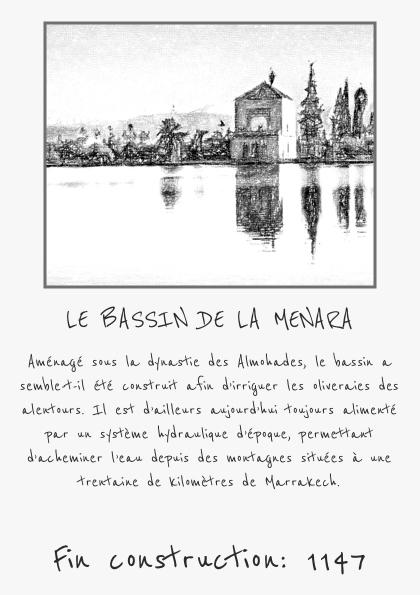 LE BASSIN DE LA MENARA
Aménagé sous la dynastie des Almohades, le bassin a
semble-t-il été construit afin d'irriguer les oliveraies des
alentours. Il est d'ailleurs aujourd'hui toujours alimenté
par un système hydraulique d'époque, permettant
d'acheminer l'eau depuis des montagnes situées à une
trentaine de kilomètres de Marrakech.
Fin construction: 1147